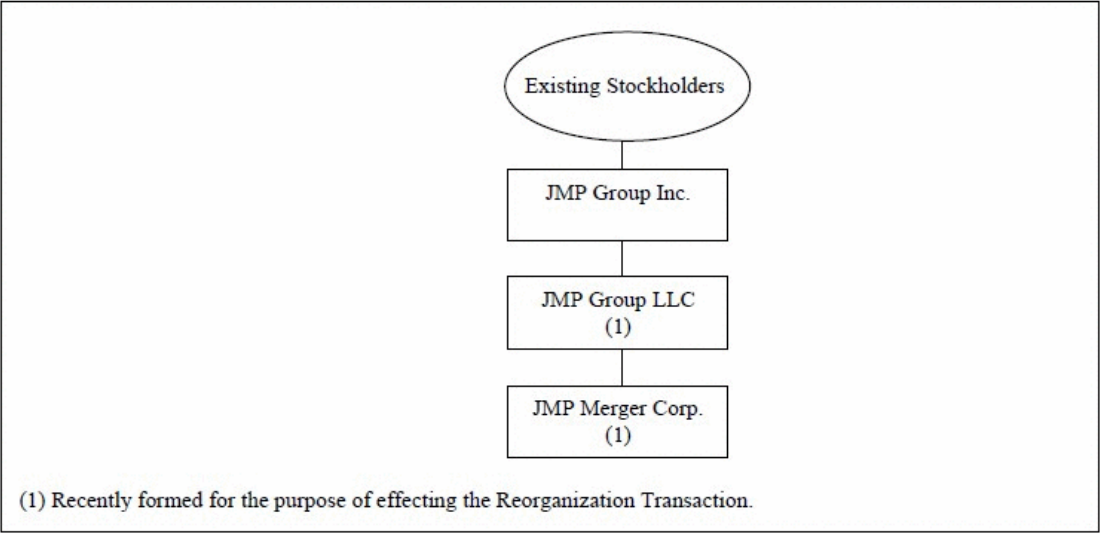 Existing Stockholders
JMP Group Inc.
JMP Group LLC
(1)
JMP Merger Corp.
(1)
(1) Recently formed for the purpose of effecting the Reorganization Transaction.